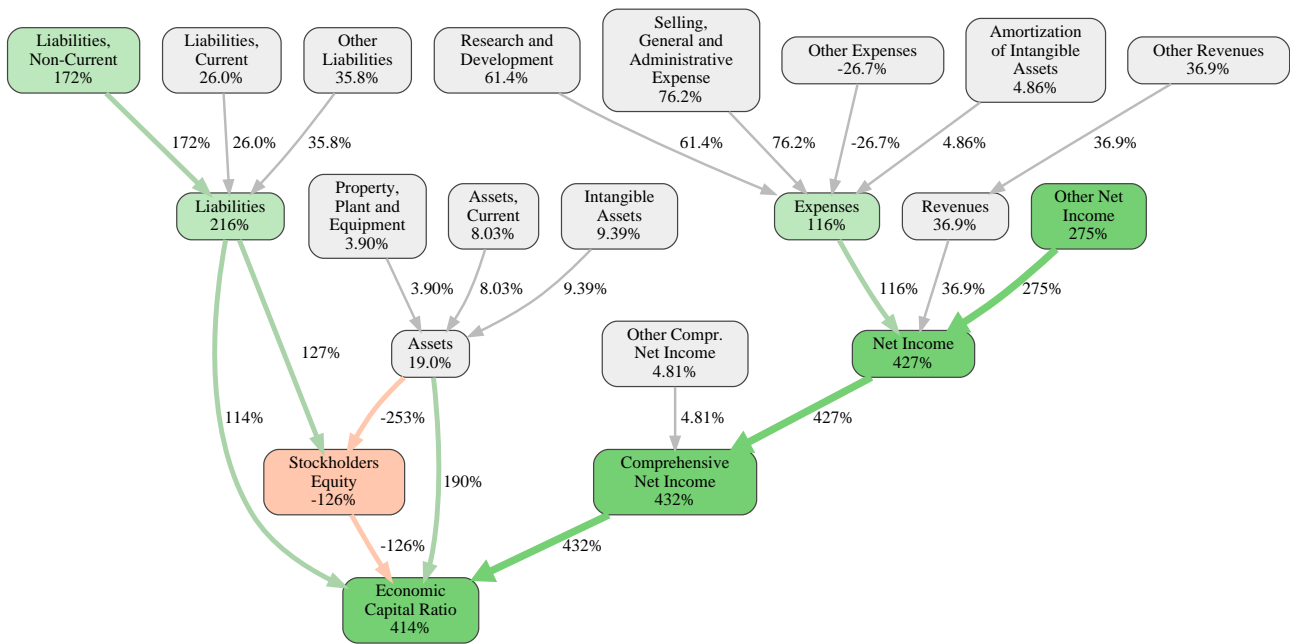 Liabilities,
Non-Current
172%
Liabilities,
Current
26.0%
Other
Liabilities
35.8%
Research and
Development
61.4%
Selling,
General and
Administrative
Expense
76.2%
Other Expenses
-26.7%
Amortization
of Intangible
Assets
4.86%
Other Revenues
36.9%
172%
26.0%
35.8%
61.4%
76.2%
-26.7%
4.86%
36.9%
Liabilities
216%
Property,
Plant and
Equipment
3.90%
Assets,
Current
8.03%
Intangible
Assets
9.39%
Expenses
116%
Revenues
36.9%
Other Net
Income
275%
3.90%
8.03%
9.39%
116%
36.9%
275%
Assets
19.0%
Other Compr.
Net Income
4.81%
Net Income
427%
127%
114%
-253%
190%
4.81%
427%
Stockholders
Equity
-126%
Comprehensive
Net Income
432%
-126%
432%
Economic
Capital Ratio
414%